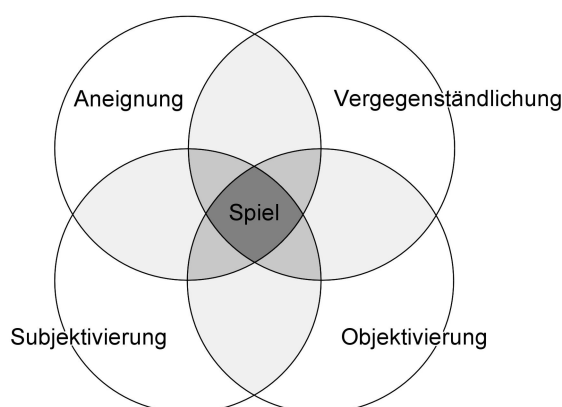 Aneignung
Vergegenständlichung
Spiel
Subjektivierung
Objektivierung